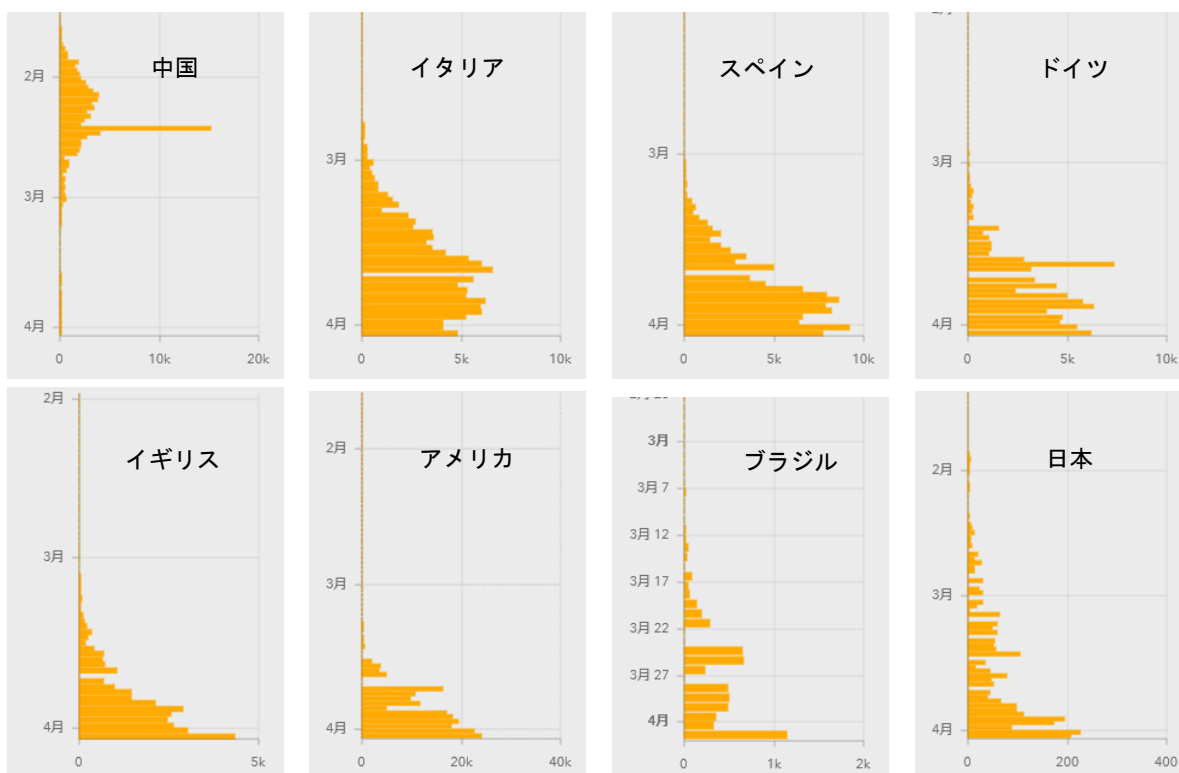 中国
2月
3月
4月
0
10k
20k
イタリア
3月
4月
0
5k
10k
スペイン
3月
4月
0
5k
10k
ドイツ
3月
4月
0
5k
10k
イギリス
2月
3月
4月
0
5k
アメリカ
2月
3月
4月
0
20k
40k
ブラジル
3月
3月 7
3月 12
3月 17
3月 22
3月 27
4月
0
1k
2k
日本
2月
3月
4月
0
200
400